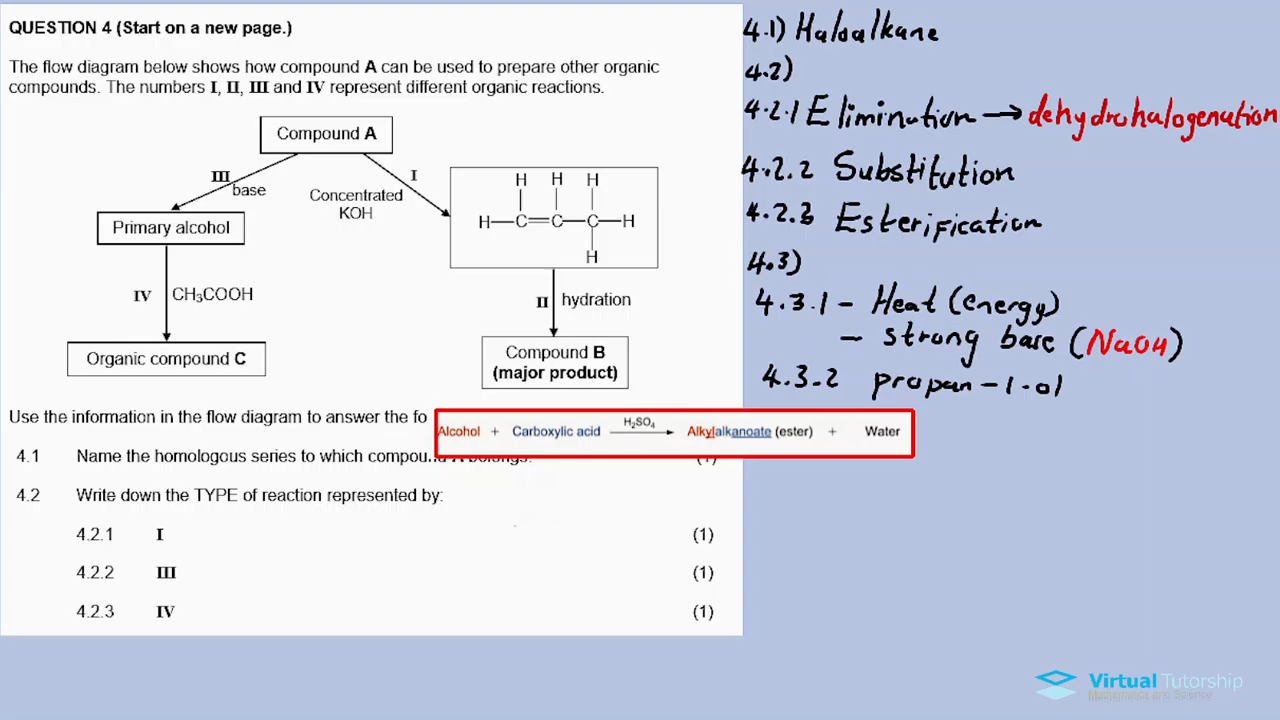 QUESTION 4 (Start on a new page.)
The flow diagram below shows how compound A can be used to prepare other organic
compounds. The numbers I, II, III and IV represent different organic reactions.
Compound A
III
base
I
Concentrated
KOH
Primary alcohol
H H H
H—C=C—C—H
H
IV
CH₃COOH
II
hydration
Organic compound C
Compound B
(major product)
Use the information in the flow diagram to answer the fo
Alcohol + Carboxylic acid H₂SO₄ → Alkylalkanoate (ester) + Water
4.1 Name the homologous series to which compound A belongs. (1)
4.2 Write down the TYPE of reaction represented by:
4.2.1 I (1)
4.2.2 III (1)
4.2.3 IV (1)
4.1) Haloalkane
4.2)
4.2.1 Elimination → dehydrohalogenation
4.2.2 Substitution
4.2.3 Esterification
4.3)
4.3.1 – Heat (energy)
– strong base (NaOH)
4.3.2 propan-1-ol
Virtual Tutorship
Mathematics and Science